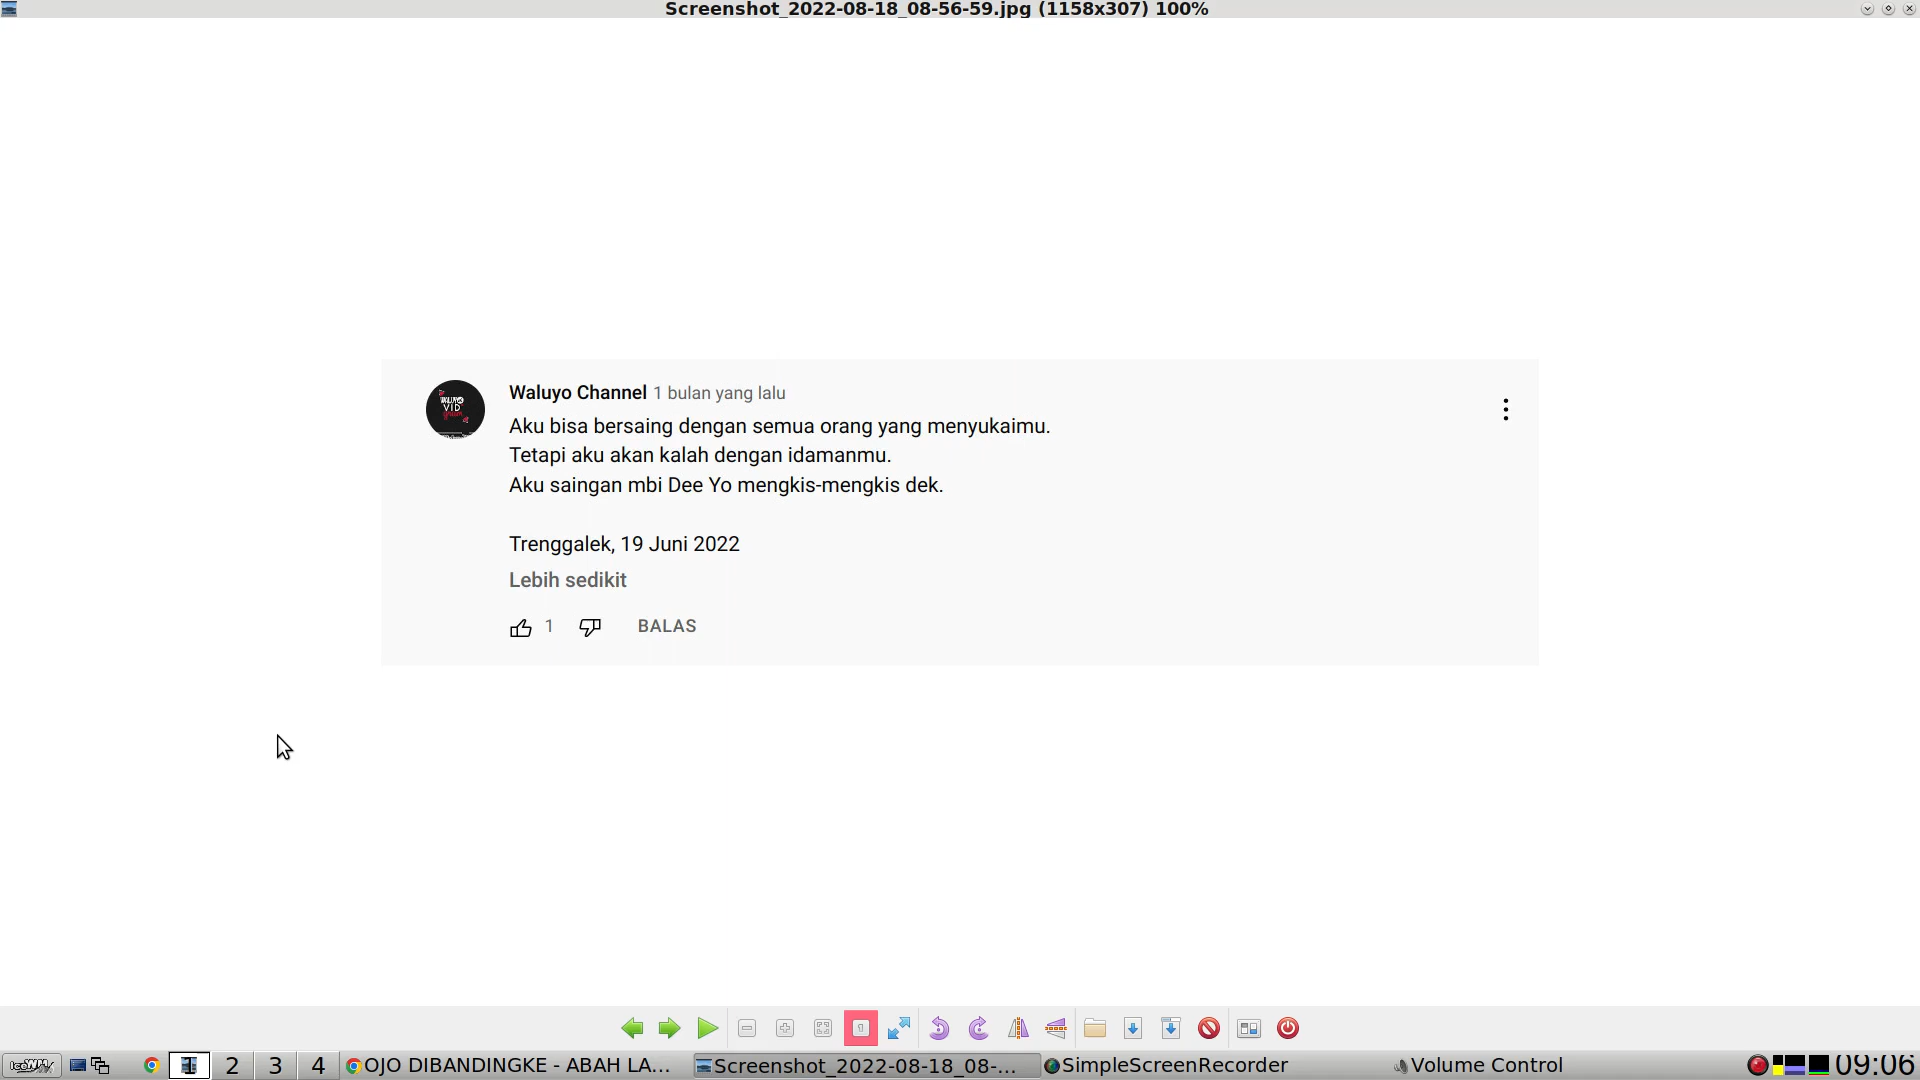 Screenshot_2022-08-18_08-56-59.jpg (1158x307) 100%
Waluyo Channel 1 bulan yang lalu
Aku bisa bersaing dengan semua orang yang menyukaimu.
Tetapi aku akan kalah dengan idamanmu.
Aku saingan mbi Dee Yo mengkis-mengkis dek.
Trenggalek, 19 Juni 2022
Lebih sedikit
1 BALAS
1 2 3 4 OJO DIBANDINGKE - ABAH LA... Screenshot_2022-08-18_08-... SimpleScreenRecorder Volume Control 09:06